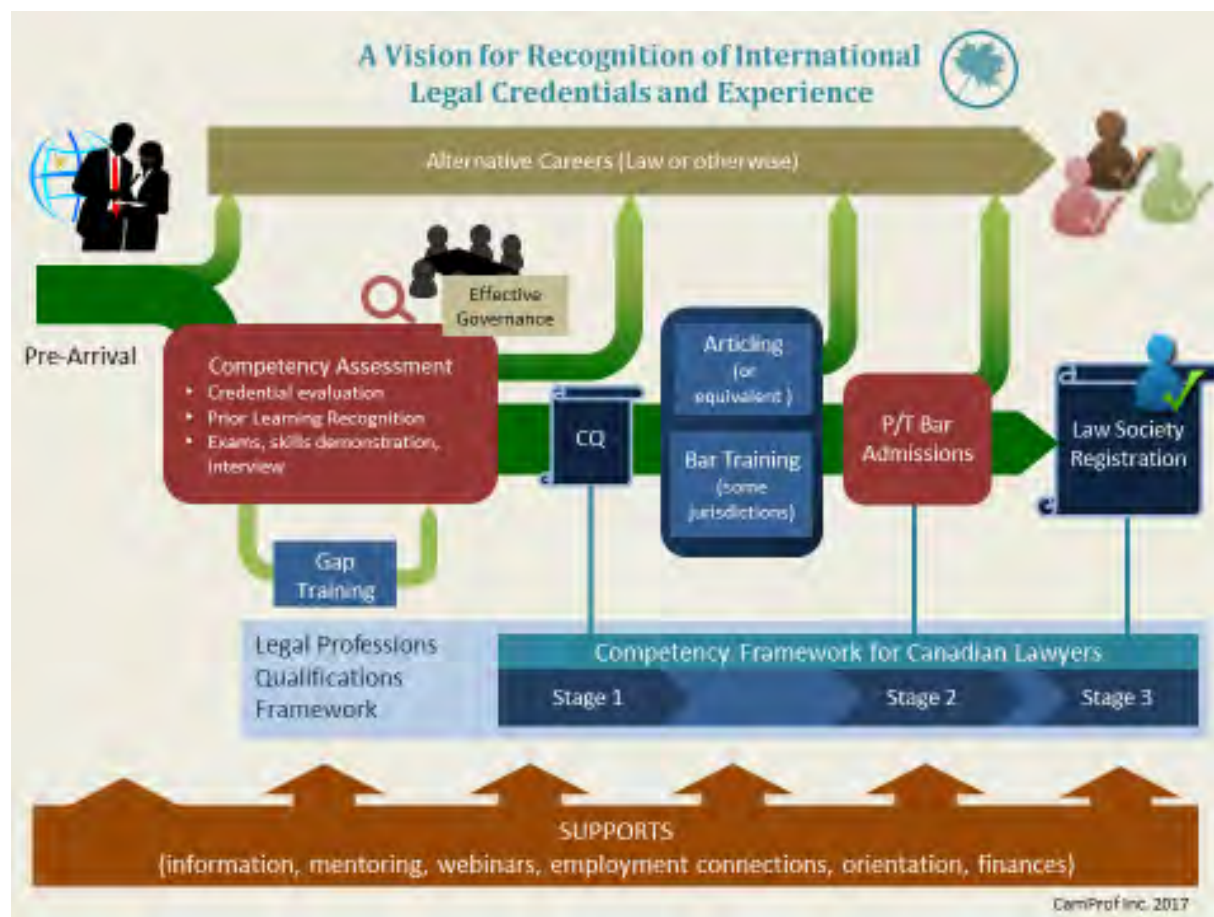 A Vision for Recognition of International
Legal Credentials and Experience
Alternative Careers (Law or otherwise)
Effective
Governance
Pre-Arrival
Competency Assessment
• Credential evaluation
• Prior Learning Recognition
• Exams, skills demonstration,
interview
CQ
Articling
(or
equivalent )
Bar Training
(some
jurisdictions)
P/T Bar
Admissions
Law Society
Registration
Gap
Training
Legal Professions
Qualifications
Framework
Competency Framework for Canadian Lawyers
Stage 1
Stage 2
Stage 3
SUPPORTS
(information, mentoring, webinars, employment connections, orientation, finances)
CamProf Inc. 2017